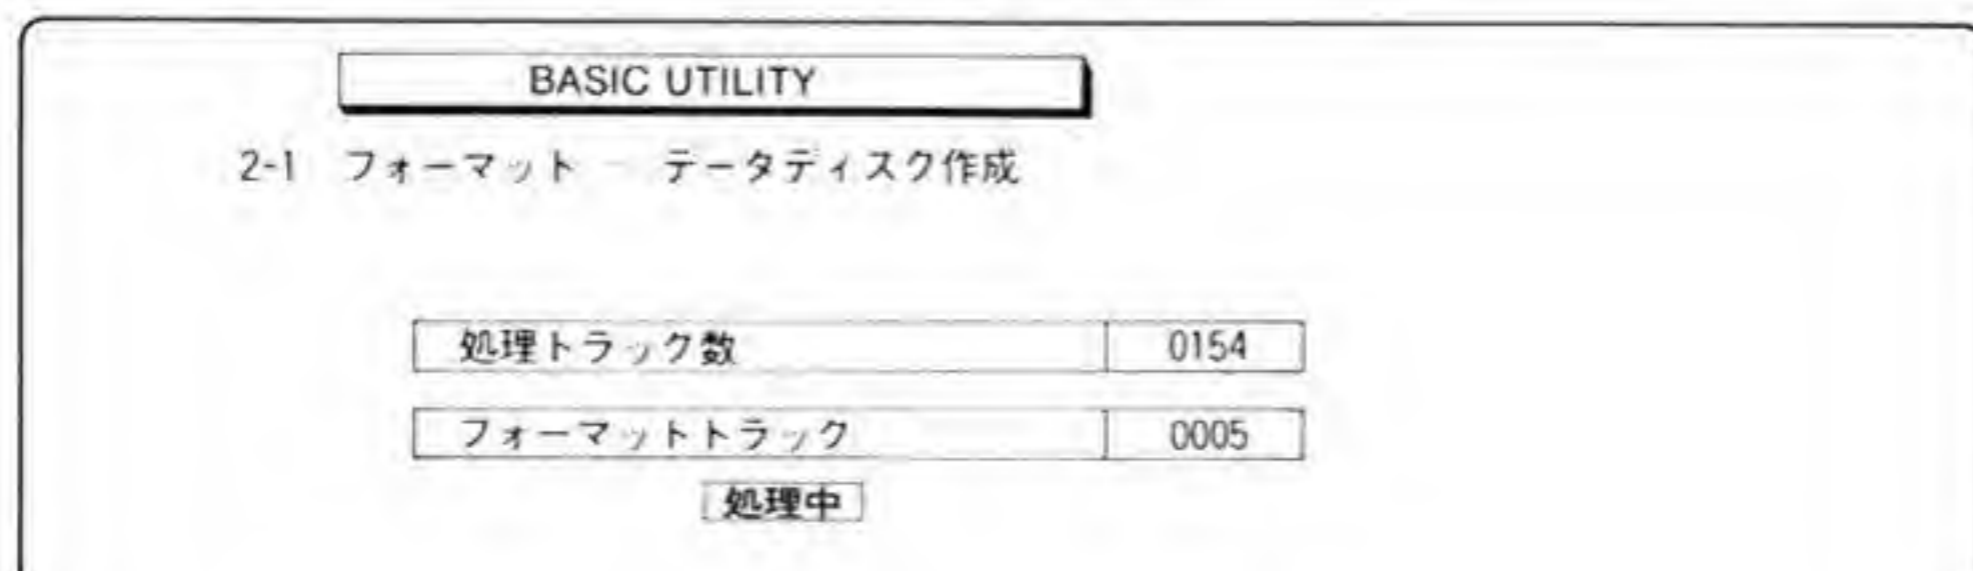 BASIC UTILITY
2-1 フォーマット — データディスク作成
処理トラック数 0154
フォーマットトラック 0005
処理中